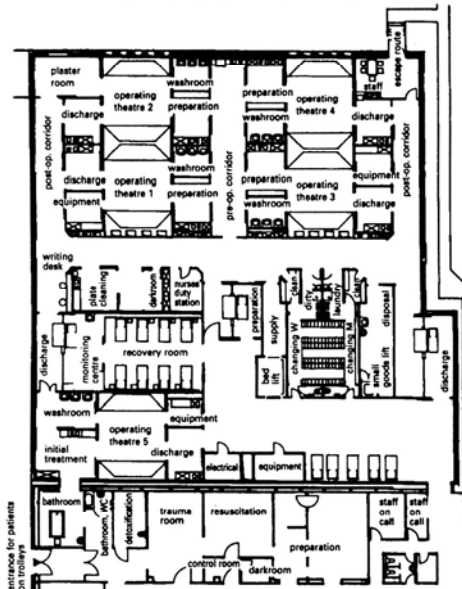 plaster
room
operating
theatre 2
washroom
preparation
discharge
preparation
operating
theatre 4
staff
escape route
post-op. corridor
washroom
discharge
operating
theatre 1
preparation
equipment
pre-op. corridor
washroom
preparation
operating
theatre 3
washroom
discharge
equipment
discharge
post-op. corridor
writing
desk
plate
cleaning
darkroom
nurses
duty
station
discharge
monitoring
centre
recovery room
preparation
supply
bed
lift
clean
dirty
laundry
clean
changing W
changing M
small
goods lift
disposal
discharge
washroom
initial
treatment
operating
theatre 5
equipment
discharge
electrical
equipment
entrance for patients
on trolleys
bathroom
bathroom, WC
detoxification
trauma
room
resuscitation
control room
darkroom
preparation
staff
on
call
staff
on
call